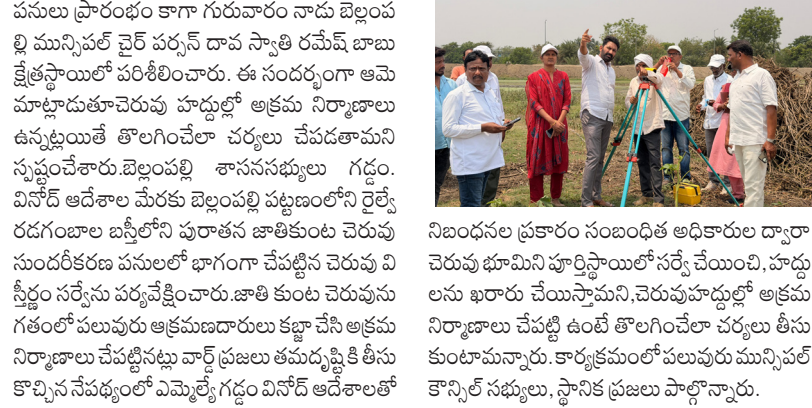 పనులు ప్రారంభం కాగా గురువారం నాడు బెల్లంప
ల్లి మున్సిపల్ చైర్ పర్సన్ దావ స్వాతి రమేష్ బాబు
క్షేత్రస్థాయిలో పరిశీలించారు. ఈ సందర్భంగా ఆమె
మాట్లాడుతూచెరువు హద్దుల్లో అక్రమ నిర్మాణాలు
ఉన్నట్లయితే తొలగించేలా చర్యలు చేపడతామని
స్పష్టంచేశారు.బెల్లంపల్లి శాసనసభ్యులు గడ్డం.
వినోద్ ఆదేశాల మేరకు బెల్లంపల్లి పట్టణంలోని రైల్వే
రడగంబాల బస్తీలోని పురాతన జాతికుంట చెరువు
సుందరీకరణ పనులలో భాగంగా చేపట్టిన చెరువు వి
స్తీర్ణం సర్వేను పర్యవేక్షించారు.జాతి కుంట చెరువును
గతంలో పలువురు ఆక్రమణదారులు కబ్జా చేసి అక్రమ
నిర్మాణాలు చేపట్టినట్లు వార్డ్ ప్రజలు తమదృష్టికి తీసు
కొచ్చిన నేపథ్యంలో ఎమ్మెల్యే గడ్డం వినోద్ ఆదేశాలతో
నిబంధనల ప్రకారం సంబంధిత అధికారుల ద్వారా
చెరువు భూమిని పూర్తిస్థాయిలో సర్వే చేయించి, హద్దు
లను ఖరారు చేయిస్తామని,చెరువుహద్దుల్లో అక్రమ
నిర్మాణాలు చేపట్టి ఉంటే తొలగించేలా చర్యలు తీసు
కుంటామన్నారు.కార్యక్రమంలో పలువురు మున్సిపల్
కౌన్సిల్ సభ్యులు, స్థానిక ప్రజలు పాల్గొన్నారు.